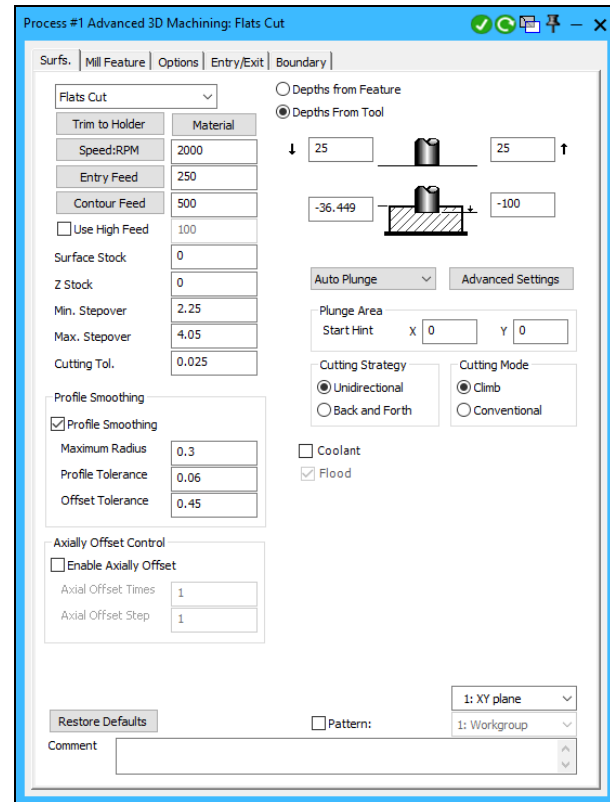 Process #1 Advanced 3D Machining: Flats Cut
Surfs. Mill Feature Options Entry/Exit Boundary
Flats Cut
Trim to Holder Material
Speed:RPM 2000
Entry Feed 250
Contour Feed 500
Use High Feed 100
Surface Stock 0
Z Stock 0
Min. Stepover 2.25
Max. Stepover 4.05
Cutting Tol. 0.025
Profile Smoothing
Profile Smoothing
Maximum Radius 0.3
Profile Tolerance 0.06
Offset Tolerance 0.45
Axially Offset Control
Enable Axially Offset
Axial Offset Times 1
Axial Offset Step 1
Depths from Feature
Depths From Tool
25 25
-36.449 -100
Auto Plunge Advanced Settings
Plunge Area
Start Hint X 0 Y 0
Cutting Strategy
Unidirectional
Back and Forth
Cutting Mode
Climb
Conventional
Coolant
Flood
1: XY plane
Restore Defaults Pattern: 1: Workgroup
Comment